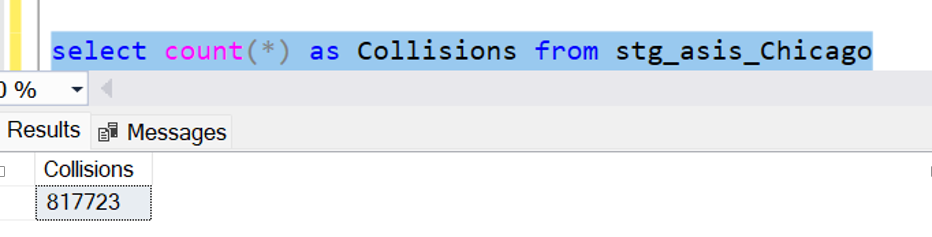 select count(*) as Collisions from stg_asis_Chicago
0 %
Results Messages
Collisions
817723